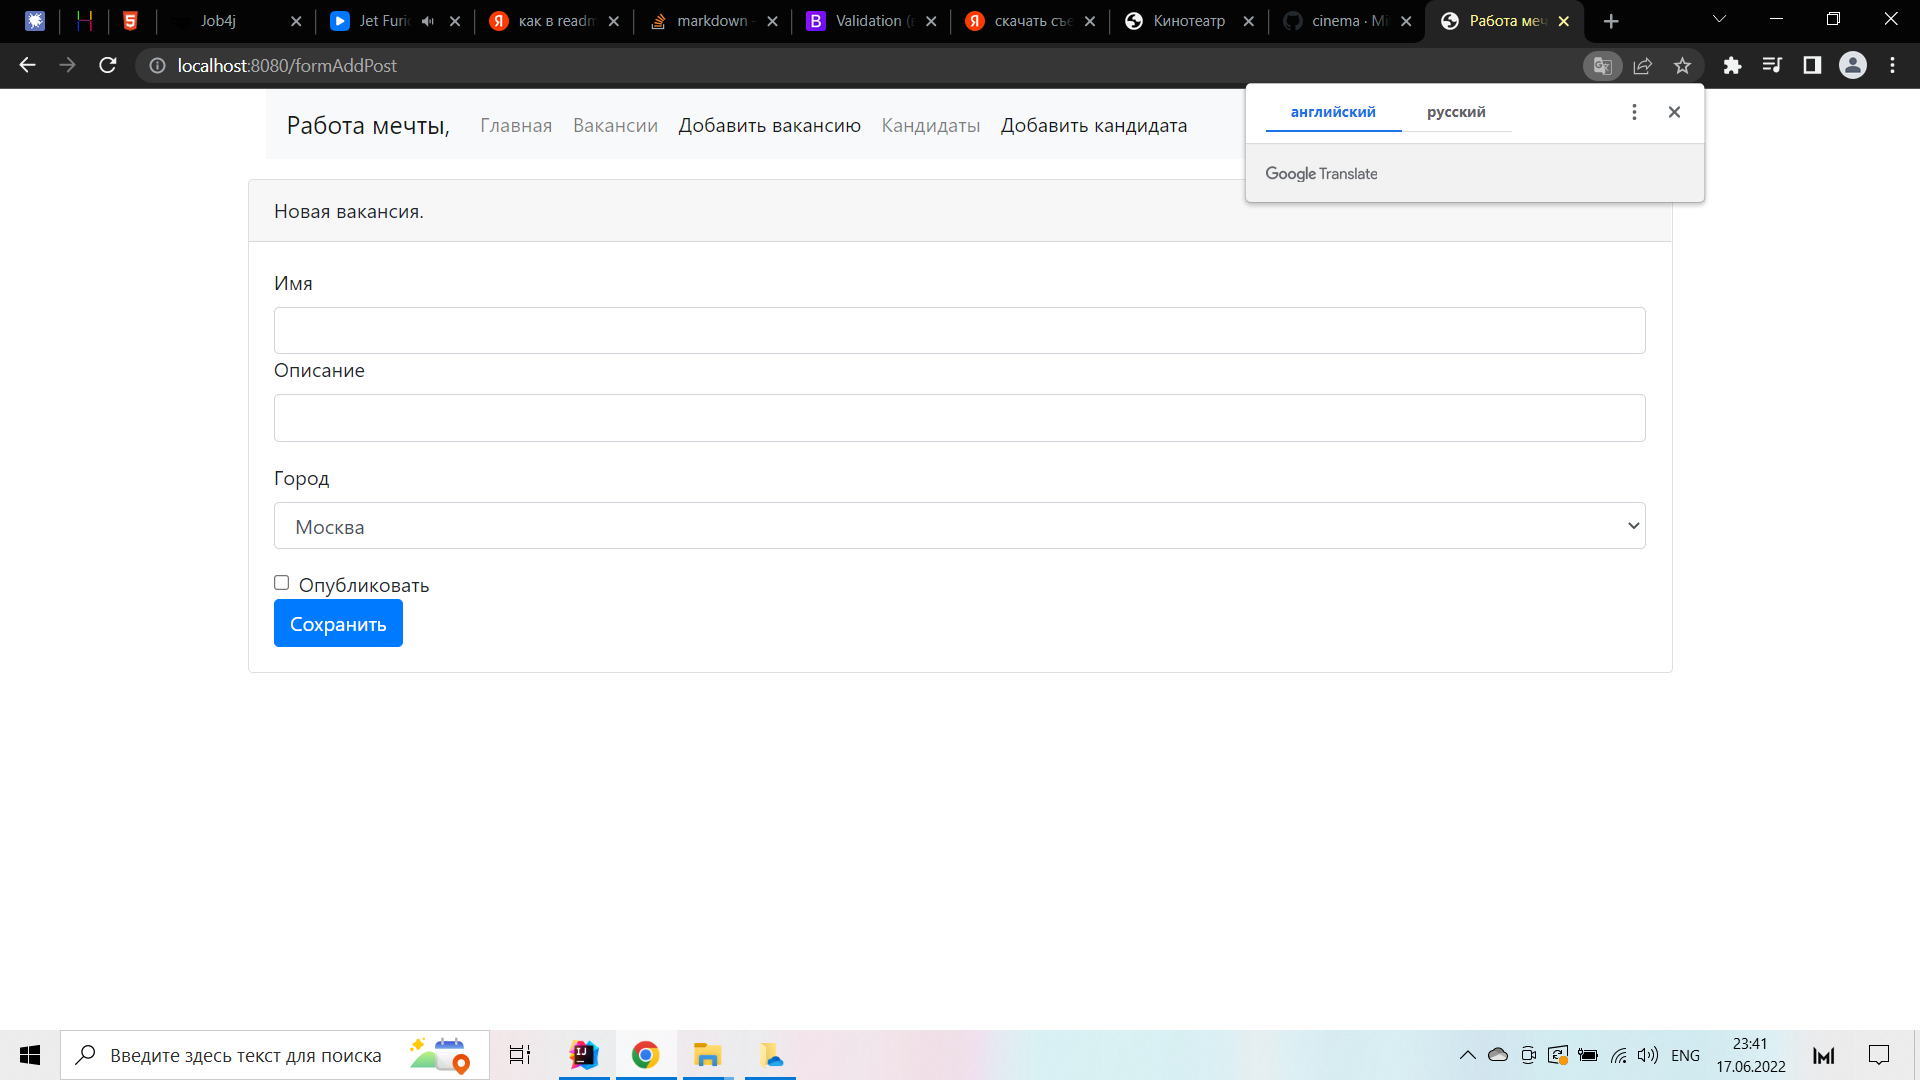 Job4j
Jet Furi
как в readm
markdown -
Validation (в
скачать съе
Кинотеатр
cinema · Mi
Работа меч
localhost:8080/formAddPost
английский русский
Google Translate
Работа мечты, Главная Вакансии Добавить вакансию Кандидаты Добавить кандидата
Новая вакансия.
Имя
Описание
Город
Москва
Опубликовать
Сохранить
Введите здесь текст для поиска
ENG
23:41
17.06.2022